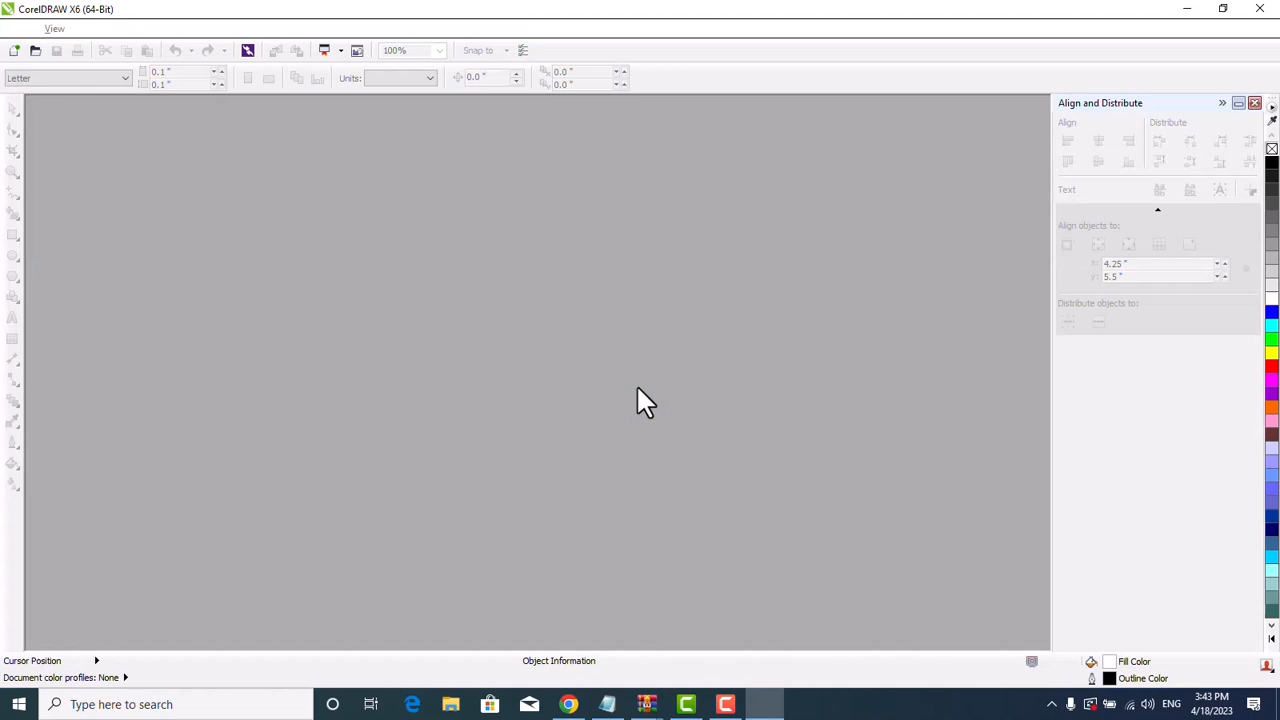 CorelDRAW X6 (64-Bit)
View
100%
Snap to
Letter
0.1 "
0.1 "
Units:
0.0 "
0.0 "
0.0 "
Align and Distribute
Align
Distribute
Text
Align objects to:
4.25 "
5.5 "
Distribute objects to:
Cursor Position
Object Information
Fill Color
Document color profiles: None
Outline Color
Type here to search
ENG
3:43 PM
4/18/2023